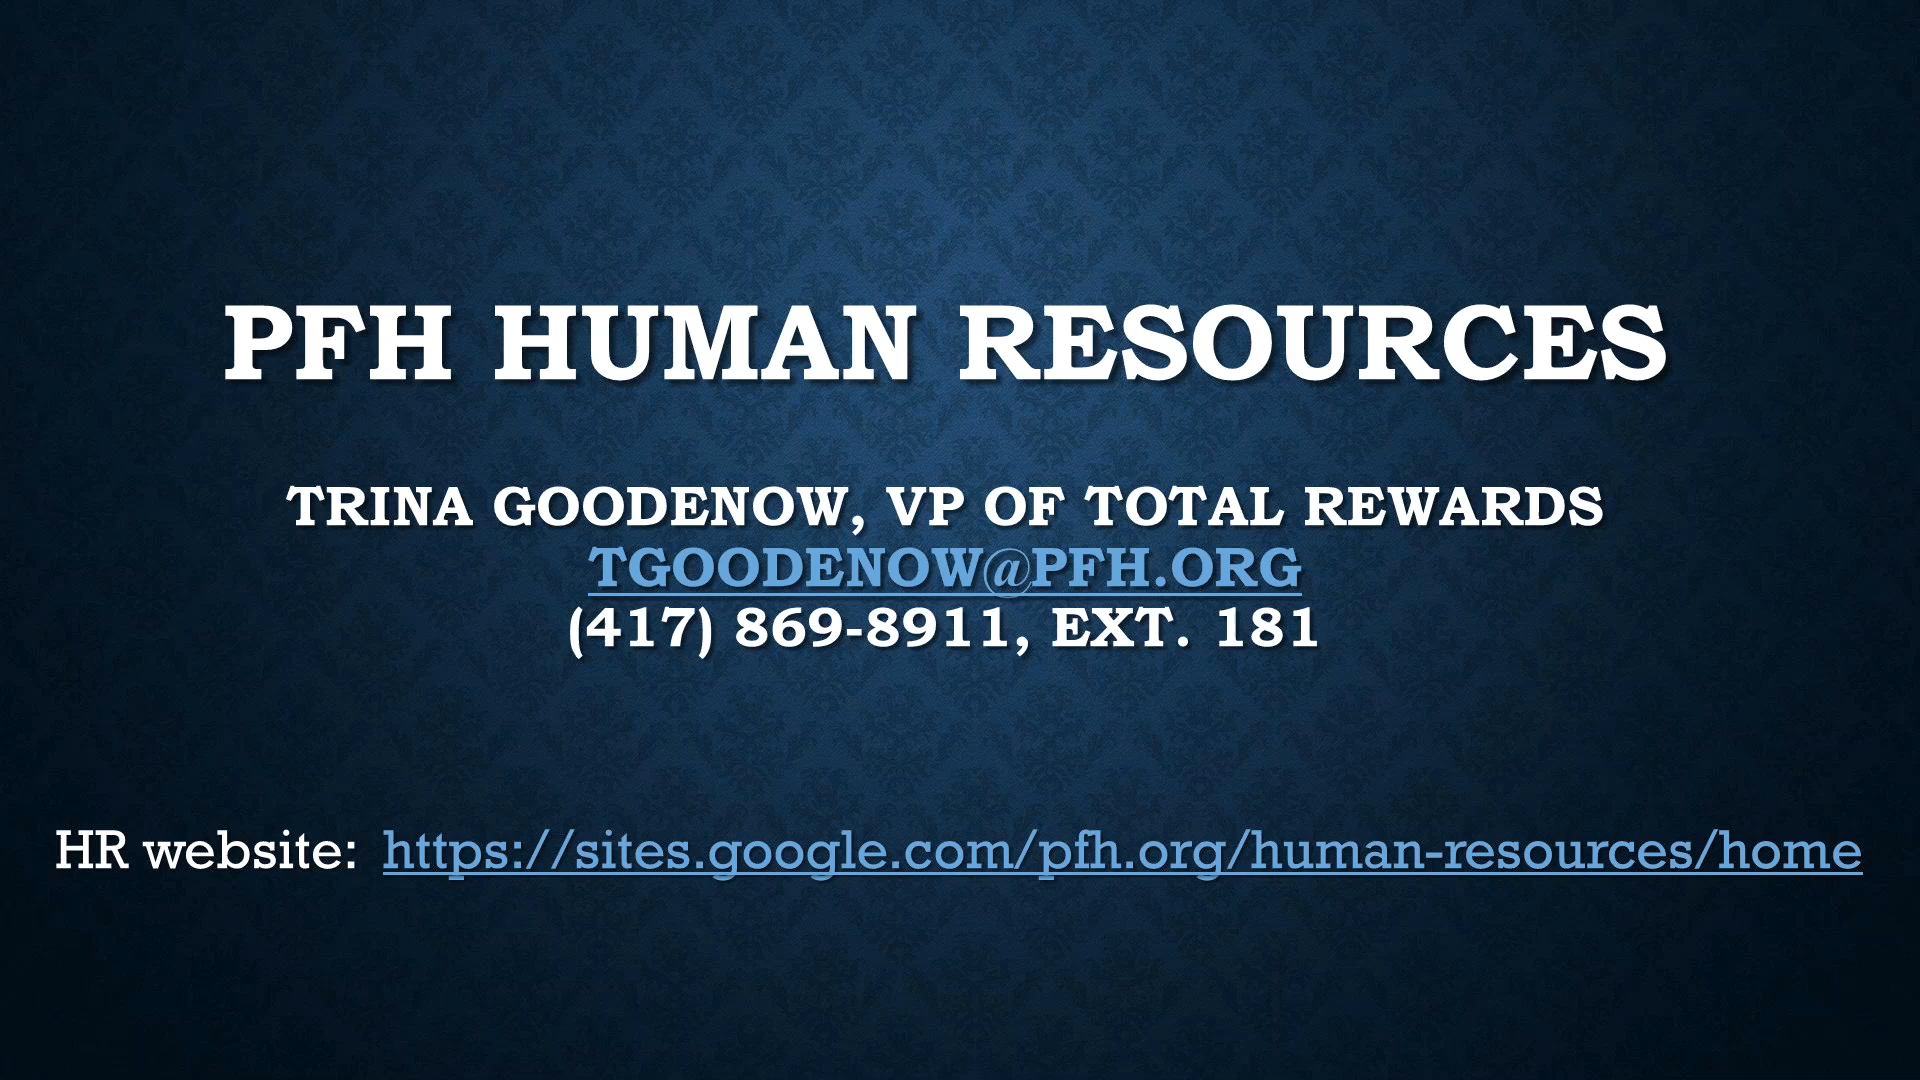 PFH HUMAN RESOURCES
TRINA GOODENOW, VP OF TOTAL REWARDS
TGOODENOW@PFH.ORG
(417) 869-8911, EXT. 181
HR website: https://sites.google.com/pfh.org/human-resources/home